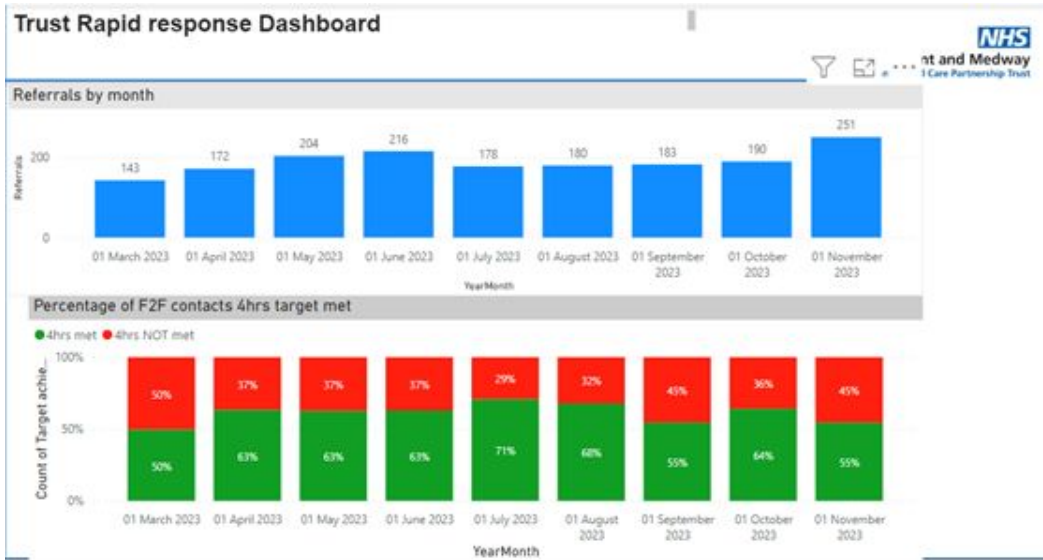 Trust Rapid response Dashboard
NHS
nt and Medway
l Care Partnership Trust
Referrals by month
Referrals
200
0
143
172
204
216
178
180
183
190
251
01 March 2023
01 April 2023
01 May 2023
01 June 2023
01 July 2023
01 August 2023
01 September
2023
01 October
2023
01 November
2023
YearMonth
Percentage of F2F contacts 4hrs target met
4hrs met 4hrs NOT met
Count of Target achie...
100%
50%
0%
50% 37% 37% 37% 29% 32% 45% 36% 45%
50% 63% 63% 63% 71% 68% 55% 64% 55%
01 March 2023
01 April 2023
01 May 2023
01 June 2023
01 July 2023
01 August
2023
01 September
2023
01 October
2023
01 November
2023
YearMonth